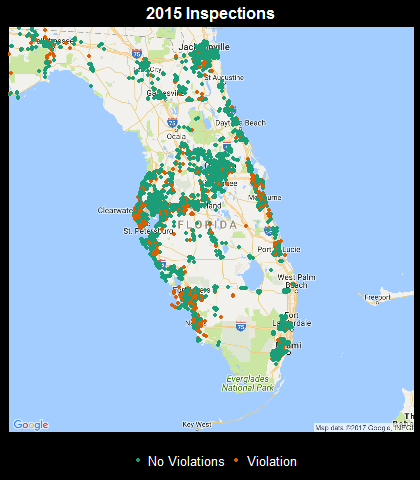 2015 Inspections
Jacksonville
St Augustine
Gainesville
Ocala
Daytona Beach
Clearwater
St. Petersburg
FLORIDA
Port
Lucie
West Palm
Beach
Fort
Lauderdale
Miami
Freeport
Everglades
National Park
Key West
Google
Map data ©2017 Google, INEGI
No Violations
Violation